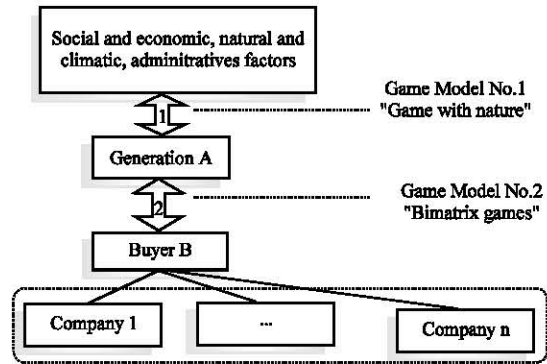 Social and economic, natural and
climatic, adminitratives factors
Game Model No.1
"Game with nature"
1
Generation A
Game Model No.2
"Bimatrix games"
2
Buyer B
Company 1
...
Company n